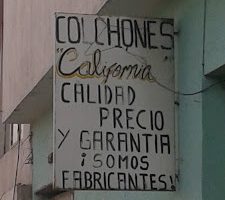 COLCHONES
"California"
CALIDAD
PRECIO
Y GARANTIA
¡SOMOS
FABRICANTES!